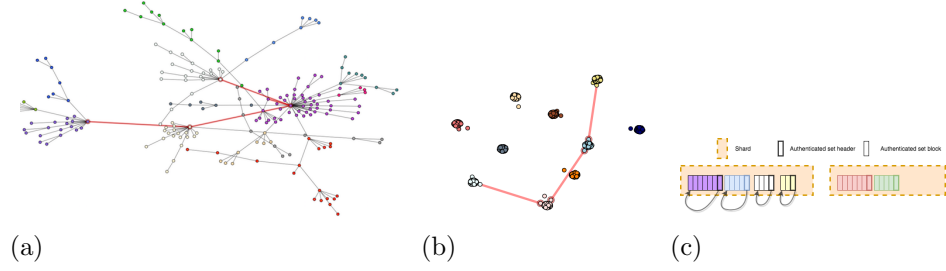 Shard
Authenticated set header
Authenticated set block
(a)
(b)
(c)